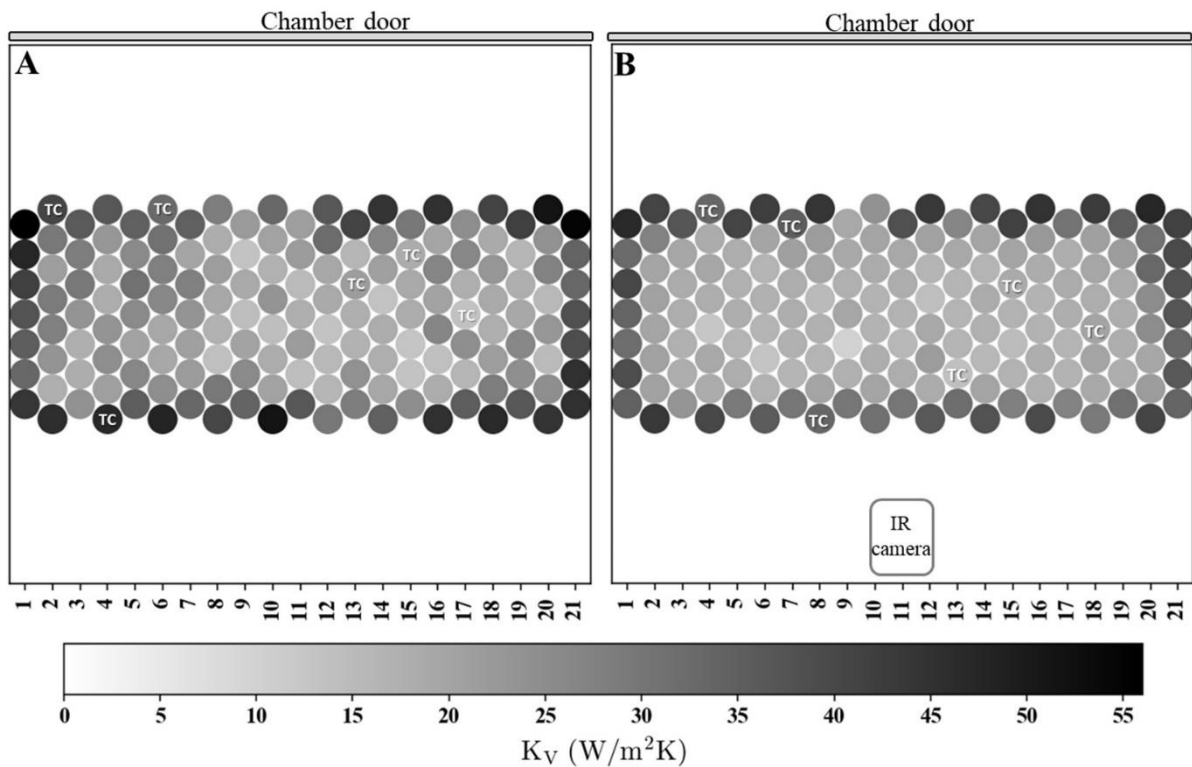 Chamber door
Chamber door
A
B
TC
TC
TC
TC
TC
TC
TC
TC
TC
TC
TC
TC
IR
camera
1 2 3 4 5 6 7 8 9 10 11 12 13 14 15 16 17 18 19 20 21
1 2 3 4 5 6 7 8 9 10 11 12 13 14 15 16 17 18 19 20 21
0 5 10 15 20 25 30 35 40 45 50 55
K_V (W/m²K)